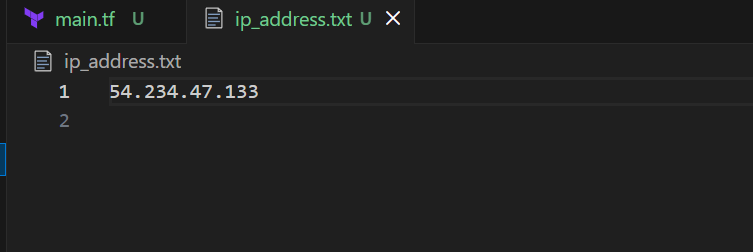 main.tf U ip_address.txt U
ip_address.txt
1 54.234.47.133
2